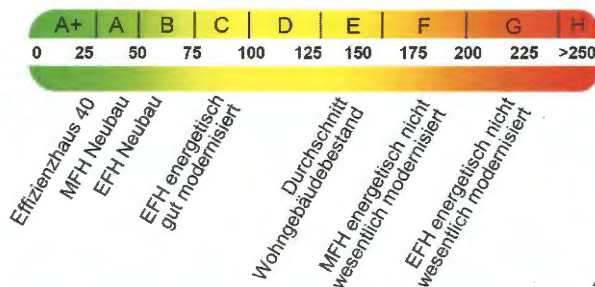 A+ A B C D E F G H
0 25 50 75 100 125 150 175 200 225 >250
Effizienzhaus 40
MFH Neubau
EFH Neubau
EFH energetisch
gut modernisiert
Durchschnitt
Wohngebäudebestand
MFH energetisch nicht
wesentlich modernisiert
EFH energetisch nicht
wesentlich modernisiert